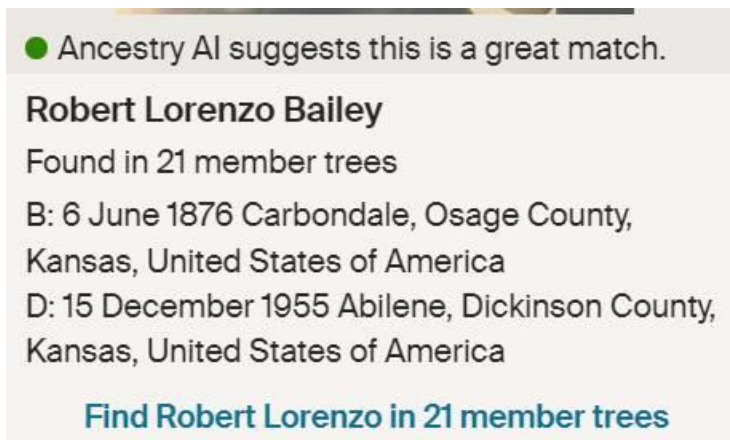 Ancestry AI suggests this is a great match.
Robert Lorenzo Bailey
Found in 21 member trees
B: 6 June 1876 Carbondale, Osage County,
Kansas, United States of America
D: 15 December 1955 Abilene, Dickinson County,
Kansas, United States of America
Find Robert Lorenzo in 21 member trees